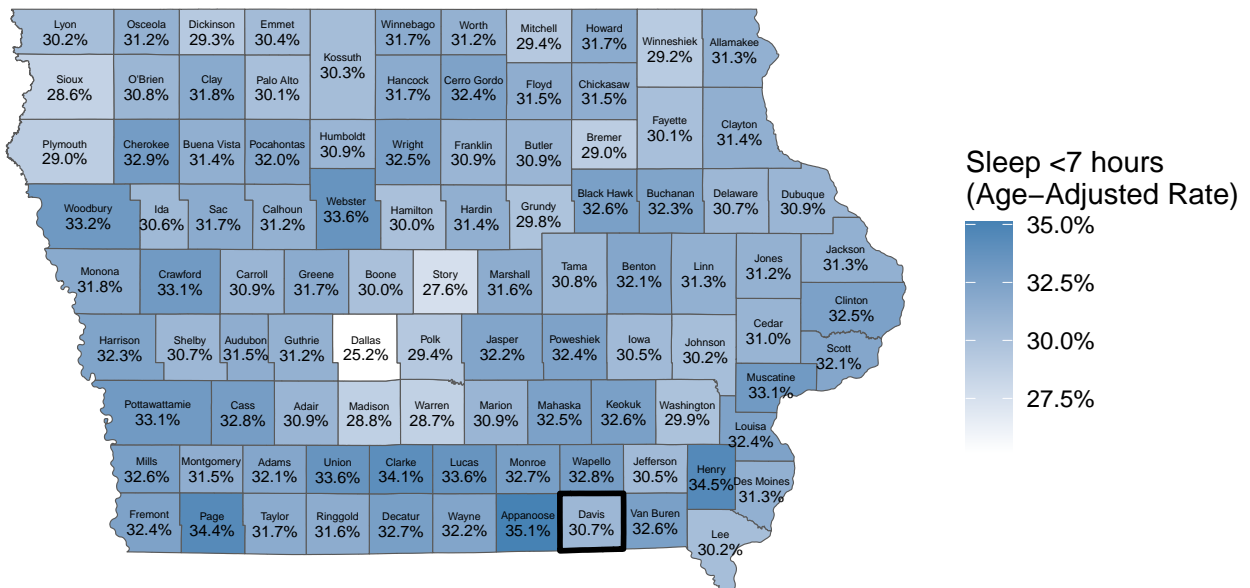 Lyon
30.2%
Osceola
31.2%
Dickinson
29.3%
Emmet
30.4%
Kossuth
30.3%
Winnebago
31.7%
Worth
31.2%
Mitchell
29.4%
Howard
31.7%
Winneshiek
29.2%
Allamakee
31.3%
Sioux
28.6%
O'Brien
30.8%
Clay
31.8%
Palo Alto
30.1%
Hancock
31.7%
Cerro Gordo
32.4%
Floyd
31.5%
Chickasaw
31.5%
Fayette
30.1%
Clayton
31.4%
Plymouth
29.0%
Cherokee
32.9%
Buena Vista
31.4%
Pocahontas
32.0%
Humboldt
30.9%
Wright
32.5%
Franklin
30.9%
Butler
30.9%
Bremer
29.0%
Woodbury
33.2%
Ida
30.6%
Sac
31.7%
Calhoun
31.2%
Webster
33.6%
Hamilton
30.0%
Hardin
31.4%
Grundy
29.8%
Black Hawk
32.6%
Buchanan
32.3%
Delaware
30.7%
Dubuque
30.9%
Monona
31.8%
Crawford
33.1%
Carroll
30.9%
Greene
31.7%
Boone
30.0%
Story
27.6%
Marshall
31.6%
Tama
30.8%
Benton
32.1%
Linn
31.3%
Jones
31.2%
Jackson
31.3%
Clinton
32.5%
Harrison
32.3%
Shelby
30.7%
Audubon
31.5%
Guthrie
31.2%
Dallas
25.2%
Polk
29.4%
Jasper
32.2%
Poweshiek
32.4%
Iowa
30.5%
Johnson
30.2%
Cedar
31.0%
Scott
32.1%
Muscatine
33.1%
Pottawattamie
33.1%
Cass
32.8%
Adair
30.9%
Madison
28.8%
Warren
28.7%
Marion
30.9%
Mahaska
32.5%
Keokuk
32.6%
Washington
29.9%
Louisa
32.4%
Mills
32.6%
Montgomery
31.5%
Adams
32.1%
Union
33.6%
Clarke
34.1%
Lucas
33.6%
Monroe
32.7%
Wapello
32.8%
Jefferson
30.5%
Henry
34.5%
Des Moines
31.3%
Fremont
32.4%
Page
34.4%
Taylor
31.7%
Ringgold
31.6%
Decatur
32.7%
Wayne
32.2%
Appanoose
35.1%
Davis
30.7%
Van Buren
32.6%
Lee
30.2%
Sleep <7 hours
(Age−Adjusted Rate)
35.0%
32.5%
30.0%
27.5%